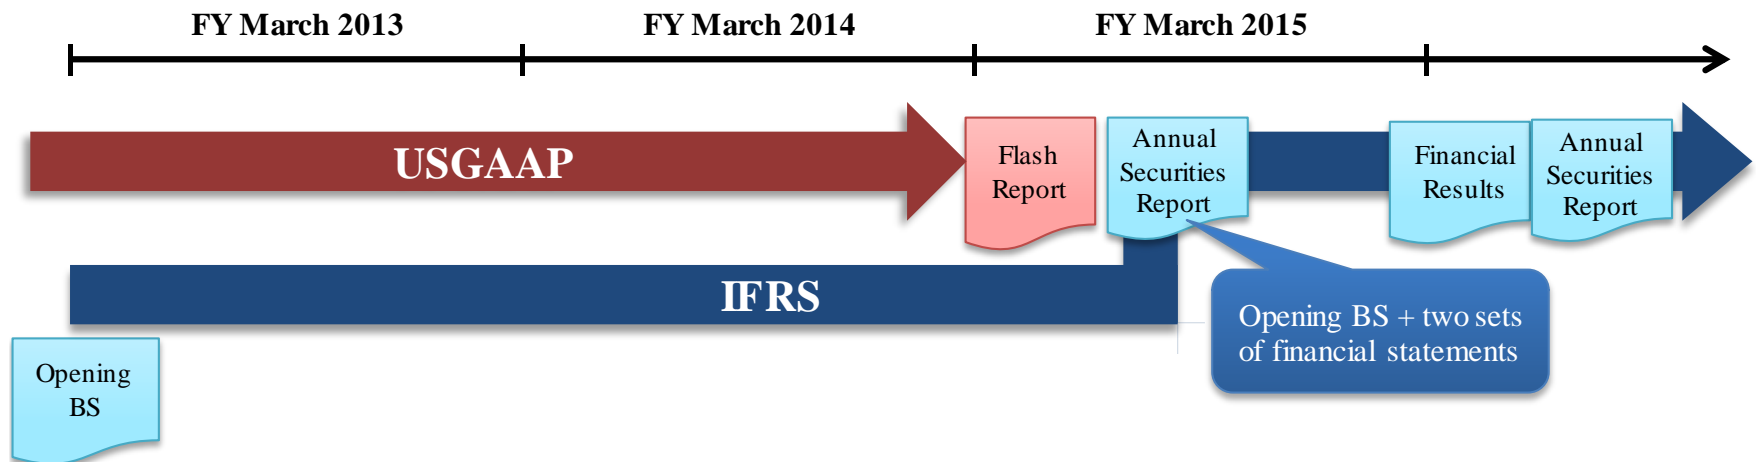 FY March 2013
FY March 2014
FY March 2015
USGAAP
Flash
Report
Annual
Securities
Report
Financial
Results
Annual
Securities
Report
IFRS
Opening BS + two sets
of financial statements
Opening
BS